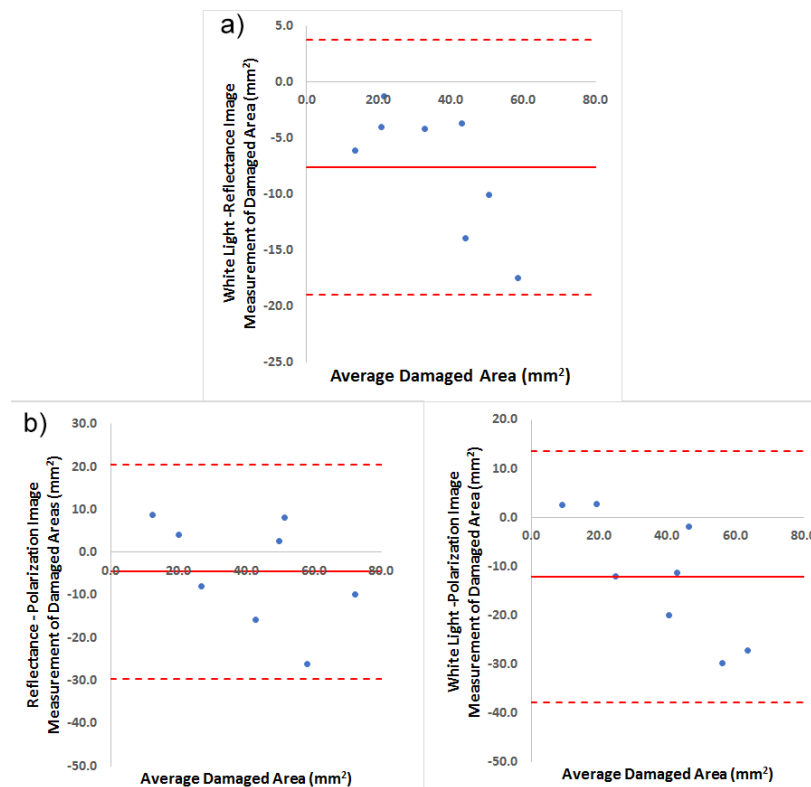 a)
5.0
0.0
0.0 20.0 40.0 60.0 80.0
-5.0
-10.0
-15.0
-20.0
-25.0
White Light -Reflectance Image
Measurement of Damaged Area (mm²)
Average Damaged Area (mm²)
b)
30.0
20.0
10.0
0.0
0.0 20.0 40.0 60.0 80.0
-10.0
-20.0
-30.0
-40.0
-50.0
Reflectance - Polarization Image
Measurement of Damaged Areas (mm²)
Average Damaged Area (mm²)
20.0
10.0
0.0
0.0 20.0 40.0 60.0 80.0
-10.0
-20.0
-30.0
-40.0
-50.0
White Light -Polarization Image
Measurement of Damaged Area (mm²)
Average Damaged Area (mm²)